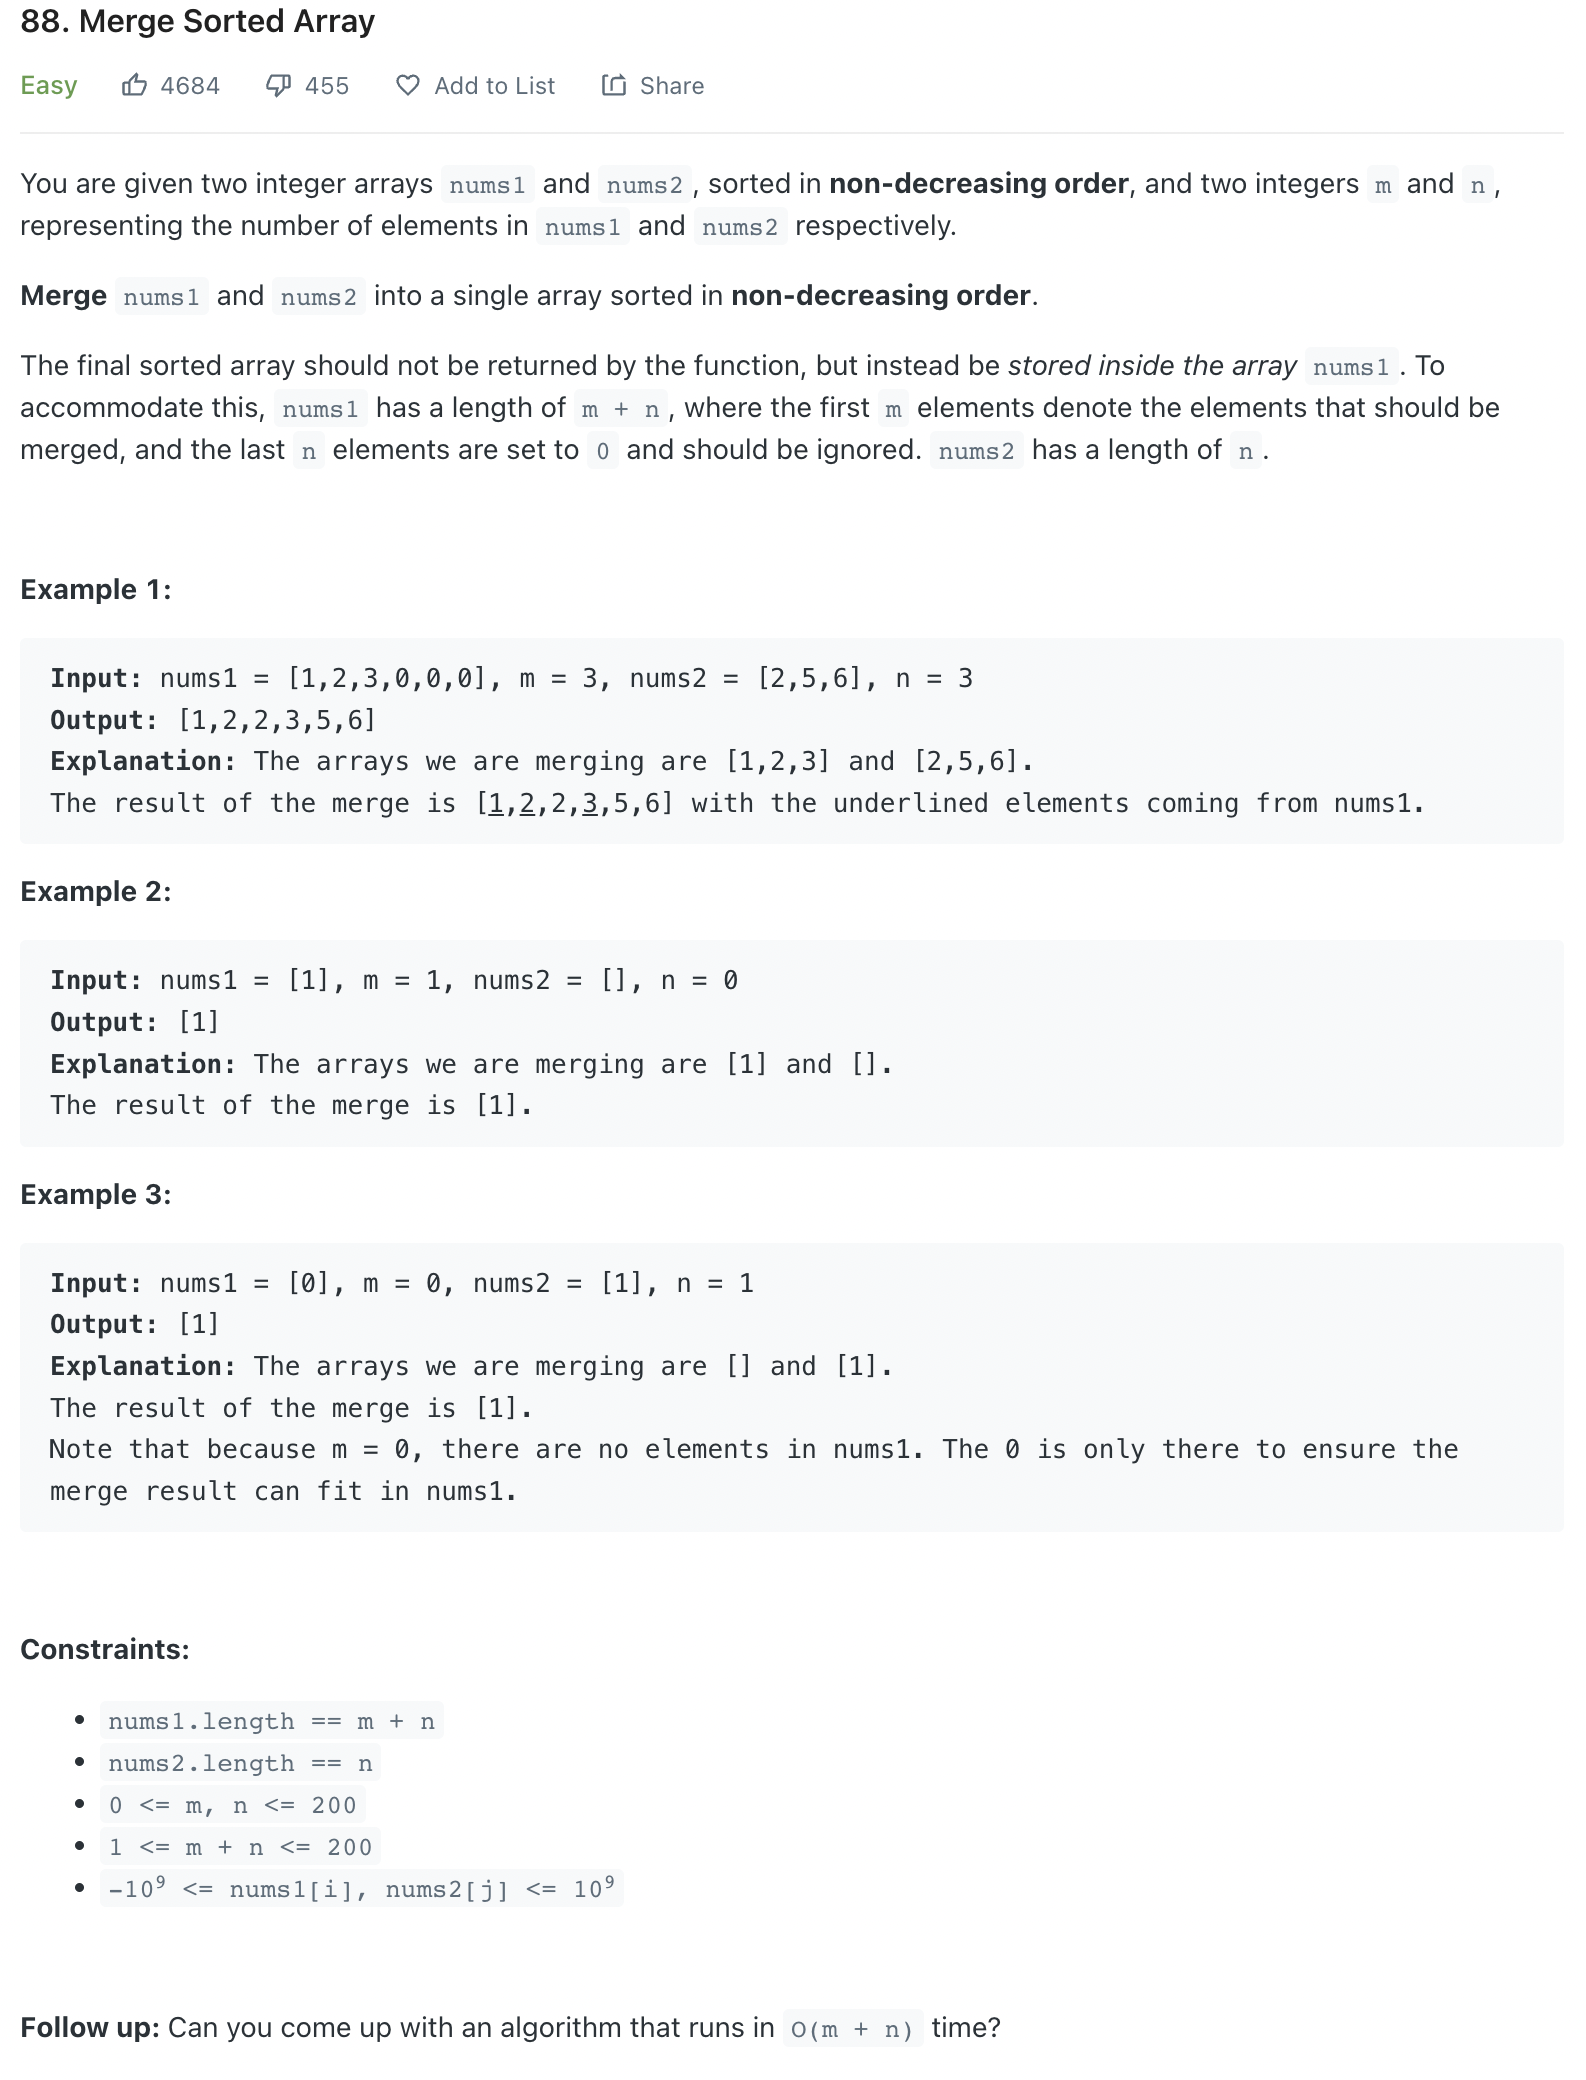 88. Merge Sorted Array
Easy 4684 455 Add to List Share
You are given two integer arrays nums1 and nums2, sorted in non-decreasing order, and two integers m and n,
representing the number of elements in nums1 and nums2 respectively.
Merge nums1 and nums2 into a single array sorted in non-decreasing order.
The final sorted array should not be returned by the function, but instead be stored inside the array nums1. To
accommodate this, nums1 has a length of m + n, where the first m elements denote the elements that should be
merged, and the last n elements are set to 0 and should be ignored. nums2 has a length of n.
Example 1:
Input: nums1 = [1,2,3,0,0,0], m = 3, nums2 = [2,5,6], n = 3
Output: [1,2,2,3,5,6]
Explanation: The arrays we are merging are [1,2,3] and [2,5,6].
The result of the merge is [1,2,2,3,5,6] with the underlined elements coming from nums1.
Example 2:
Input: nums1 = [1], m = 1, nums2 = [], n = 0
Output: [1]
Explanation: The arrays we are merging are [1] and [].
The result of the merge is [1].
Example 3:
Input: nums1 = [0], m = 0, nums2 = [1], n = 1
Output: [1]
Explanation: The arrays we are merging are [] and [1].
The result of the merge is [1].
Note that because m = 0, there are no elements in nums1. The 0 is only there to ensure the
merge result can fit in nums1.
Constraints:
• nums1.length == m + n
• nums2.length == n
• 0 <= m, n <= 200
• 1 <= m + n <= 200
• -10⁹ <= nums1[i], nums2[j] <= 10⁹
Follow up: Can you come up with an algorithm that runs in O(m + n) time?